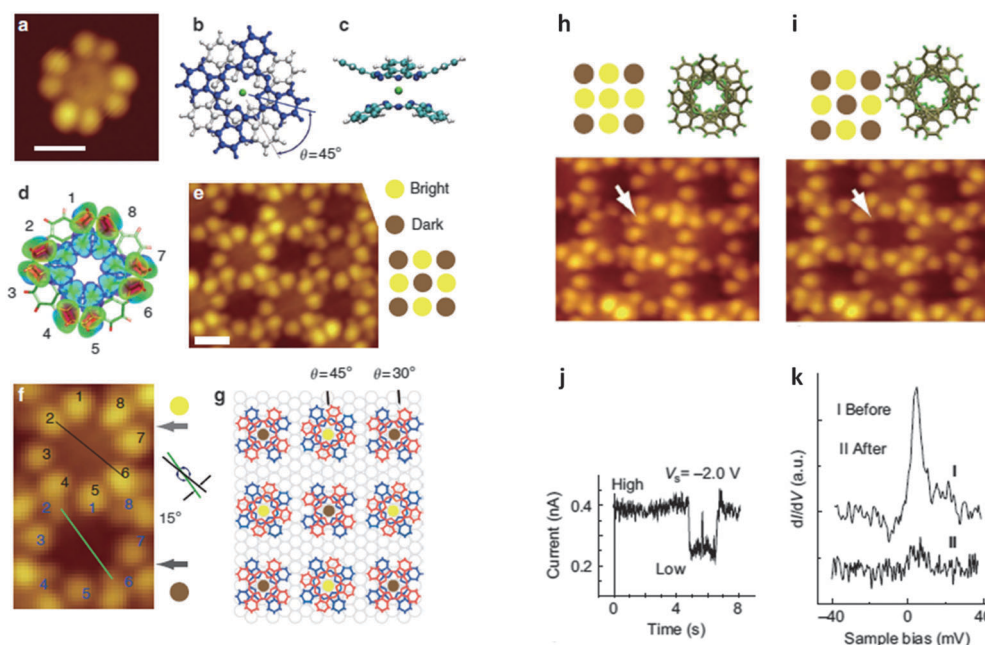 a
b
c
θ=45°
d
1
2
3
4
5
6
7
8
e
Bright
Dark
f
1
2
3
4
5
6
7
8
1
2
3
4
5
6
7
8
15°
g
θ=45°
θ=30°
h
i
j
High
Vs= −2.0 V
Low
Current (nA)
0.4
0.2
0
4
8
Time (s)
k
I Before
II After
I
II
dI/dV (a.u.)
−40
0
40
Sample bias (mV)